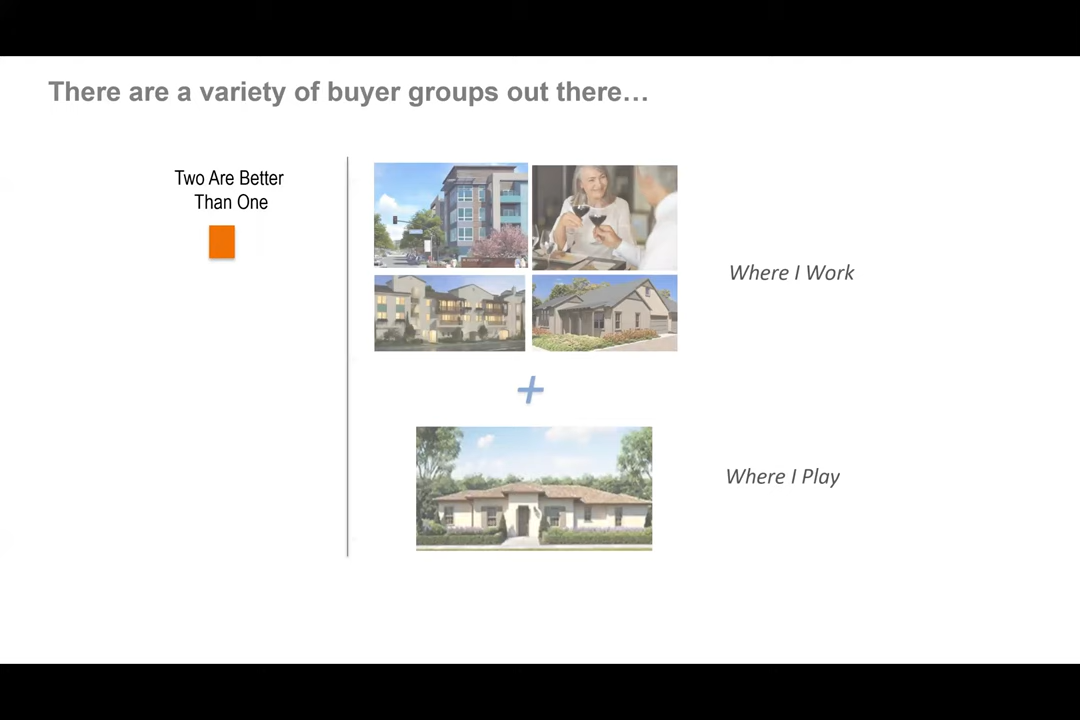 There are a variety of buyer groups out there…
Two Are Better
Than One
Where I Work
+
Where I Play